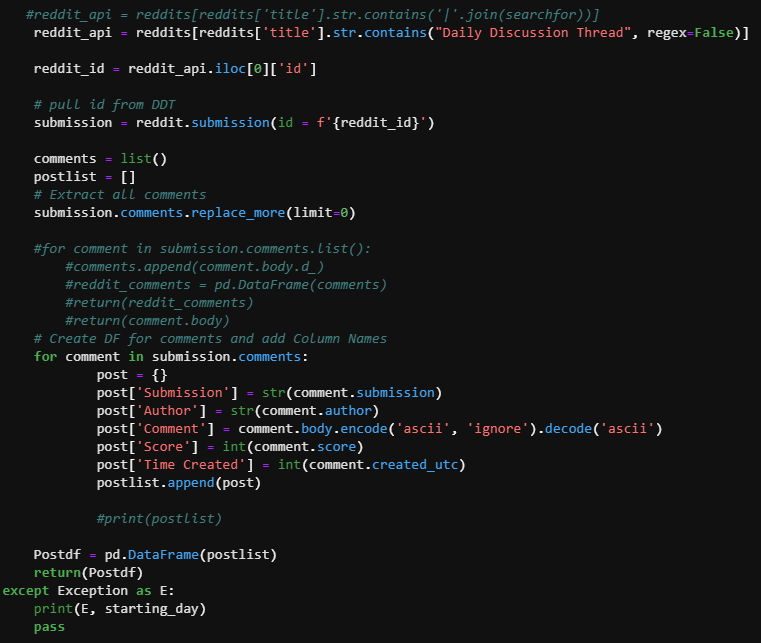 #reddit_api = reddits[reddits['title'].str.contains('|'.join(searchfor))]
reddit_api = reddits[reddits['title'].str.contains("Daily Discussion Thread", regex=False)]
reddit_id = reddit_api.iloc[0]['id']
# pull id from DDT
submission = reddit.submission(id = f'{reddit_id}')
comments = list()
postlist = []
# Extract all comments
submission.comments.replace_more(limit=0)
#for comment in submission.comments.list():
#comments.append(comment.body.d_)
#reddit_comments = pd.DataFrame(comments)
#return(reddit_comments)
#return(comment.body)
# Create DF for comments and add Column Names
for comment in submission.comments:
post = {}
post['Submission'] = str(comment.submission)
post['Author'] = str(comment.author)
post['Comment'] = comment.body.encode('ascii', 'ignore').decode('ascii')
post['Score'] = int(comment.score)
post['Time Created'] = int(comment.created_utc)
postlist.append(post)
#print(postlist)
Postdf = pd.DataFrame(postlist)
return(Postdf)
except Exception as E:
print(E, starting_day)
pass